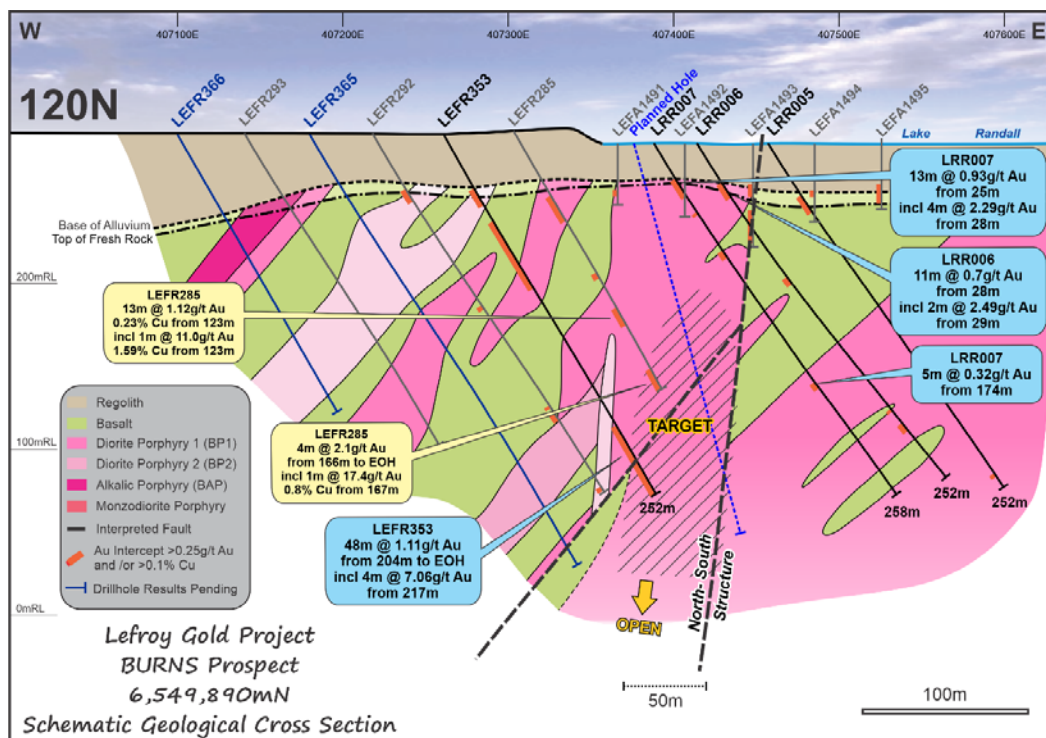 W
407100E
407200E
407300E
407400E
407500E
407600E
E
120N
LEFR366
LEFR293
LEFR365
LEFR292
LEFR353
LEFR285
LEFA1491
Planned Hole
LRR007
LEFA1492
LRR006
LEFA1493
LRR005
LEFA1494
LEFA1495
Lake Randall
Base of Alluvium
Top of Fresh Rock
200mRL
100mRL
0mRL
LRR007
13m @ 0.93g/t Au
from 25m
incl 4m @ 2.29g/t Au
from 28m
LRR006
11m @ 0.7g/t Au
from 28m
incl 2m @ 2.49g/t Au
from 29m
LRR007
5m @ 0.32g/t Au
from 174m
LEFR285
13m @ 1.12g/t Au
0.23% Cu from 123m
incl 1m @ 11.0g/t Au
1.59% Cu from 123m
LEFR285
4m @ 2.1g/t Au
from 166m to EOH
incl 1m @ 17.4g/t Au
0.8% Cu from 167m
LEFR353
48m @ 1.11g/t Au
from 204m to EOH
incl 4m @ 7.06g/t Au
from 217m
TARGET
252m
258m
252m
252m
North- South
Structure
OPEN
Regolith
Basalt
Diorite Porphyry 1 (BP1)
Diorite Porphyry 2 (BP2)
Alkalic Porphyry (BAP)
Monzodiorite Porphyry
Interpreted Fault
Au Intercept >0.25g/t Au
and /or >0.1% Cu
Drillhole Results Pending
Lefroy Gold Project
BURNS Prospect
6,549,890mN
Schematic Geological Cross Section
50m
100m